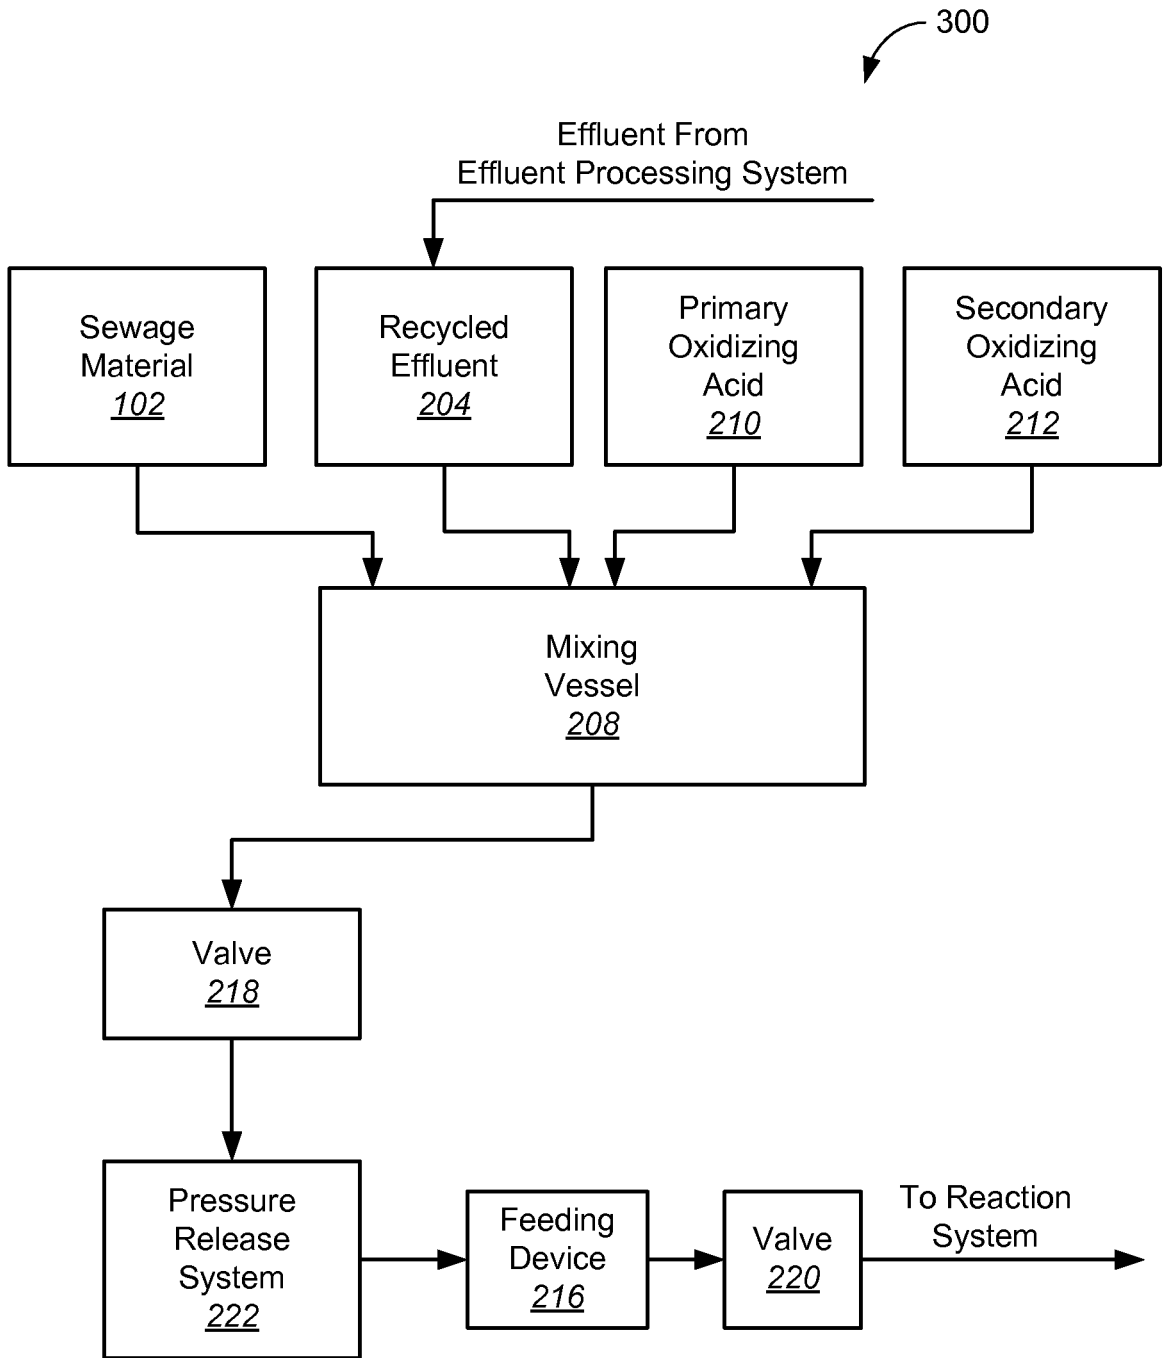 300
Effluent From
Effluent Processing System
Sewage
Material
102
Recycled
Effluent
204
Primary
Oxidizing
Acid
210
Secondary
Oxidizing
Acid
212
Mixing
Vessel
208
Valve
218
Pressure
Release
System
222
Feeding
Device
216
Valve
220
To Reaction
System